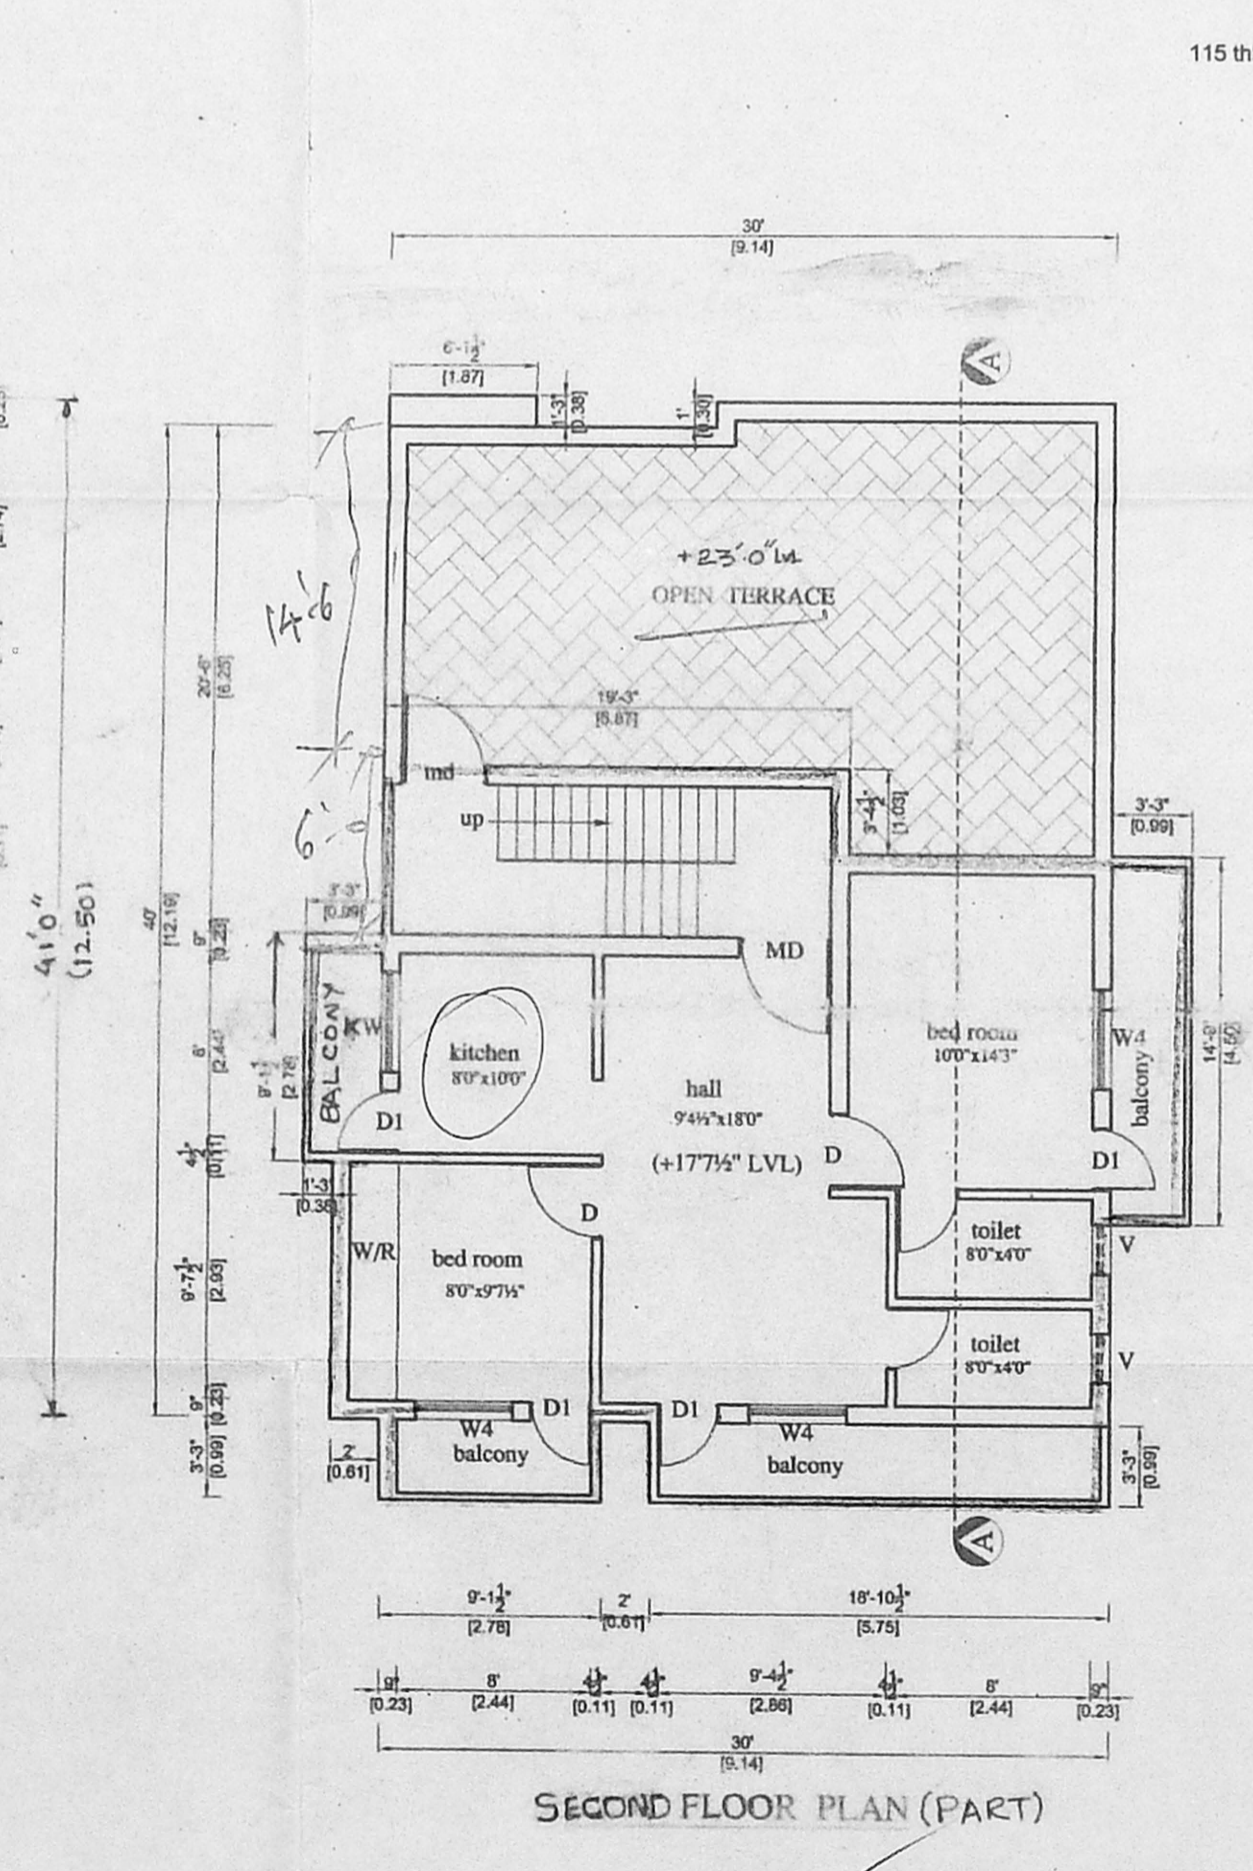 115 th
30'
[9.14]
6'-1½"
[1.87]
1'-3"
[0.38]
1'
[0.30]
A
+23'.0" lvl
OPEN TERRACE
14'6
20'-6"
[6.25]
19'-3"
[5.87]
md
up
3'-4½"
[1.03]
3'-3"
[0.99]
6'-0
3'-3"
[0.99]
41'0"
(12.50)
40'
[12.19]
9"
[0.23]
MD
BALCONY
KW
kitchen
8'0"x10'0"
bed room
10'0"x14'3"
W4
balcony
14'-9"
[4.50]
8'
[2.44]
9'-1½"
[2.78]
hall
9'4½"x18'0"
(+17'7½" LVL)
D1
D
D1
4½"
[0.11]
1'-3"
[0.38]
D
W/R
bed room
8'0"x9'7½"
toilet
8'0"x4'0"
V
9'-7½"
[2.93]
toilet
8'0"x4'0"
V
9"
[0.23]
D1
D1
W4
balcony
W4
balcony
3'-3"
[0.99]
2'
[0.61]
3'-3"
[0.99]
A
9'-1½"
[2.78]
2'
[0.61]
18'-10½"
[5.75]
9"
[0.23]
8'
[2.44]
4½"
[0.11]
4½"
[0.11]
9'-4½"
[2.86]
4½"
[0.11]
8'
[2.44]
9"
[0.23]
30'
[9.14]
SECOND FLOOR PLAN (PART)